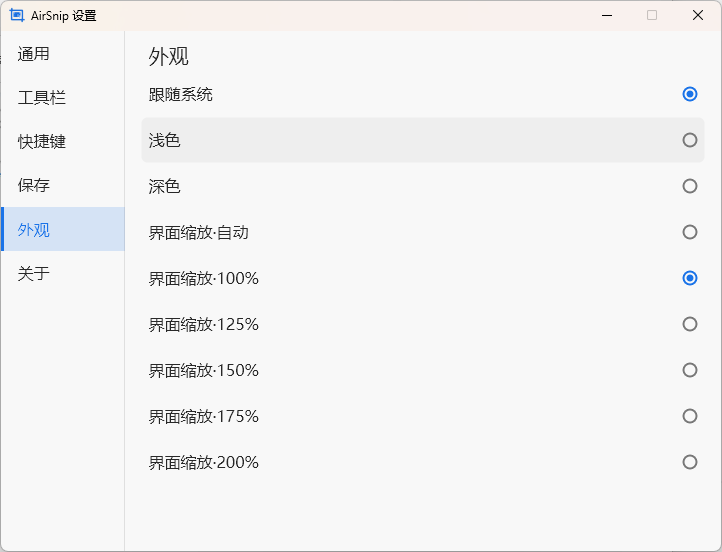 AirSnip 设置
通用
工具栏
快捷键
保存
外观
关于
外观
跟随系统
浅色
深色
界面缩放·自动
界面缩放·100%
界面缩放·125%
界面缩放·150%
界面缩放·175%
界面缩放·200%